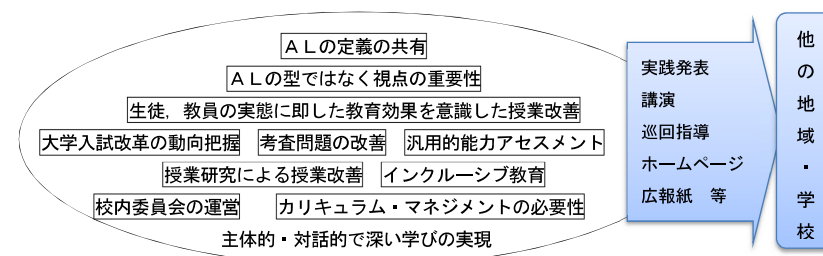 ＡＬの定義の共有
ＡＬの型ではなく視点の重要性
生徒，教員の実態に即した教育効果を意識した授業改善
大学入試改革の動向把握　考査問題の改善　汎用的能力アセスメント
授業研究による授業改善　インクルーシブ教育
校内委員会の運営　カリキュラム・マネジメントの必要性
主体的・対話的で深い学びの実現
実践発表
講演
巡回指導
ホームページ
広報紙　等
他の地域・学校